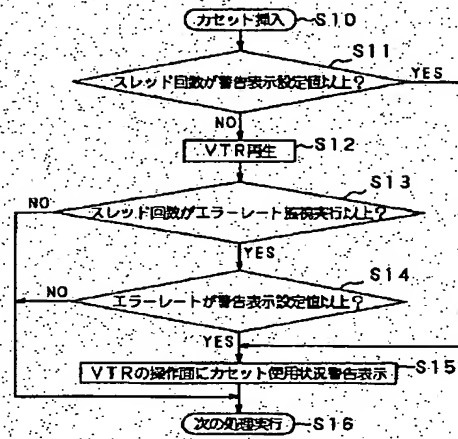 カセット挿入
S10
S11
スレッド回数が警告表示設定値以上?
YES
NO
VTR再生
S12
S13
NO
スレッド回数がエラーレート監視実行以上?
YES
S14
NO
エラーレートが警告表示設定値以上?
YES
VTRの操作面にカセット使用状況警告表示
S15
次の処理実行
S16